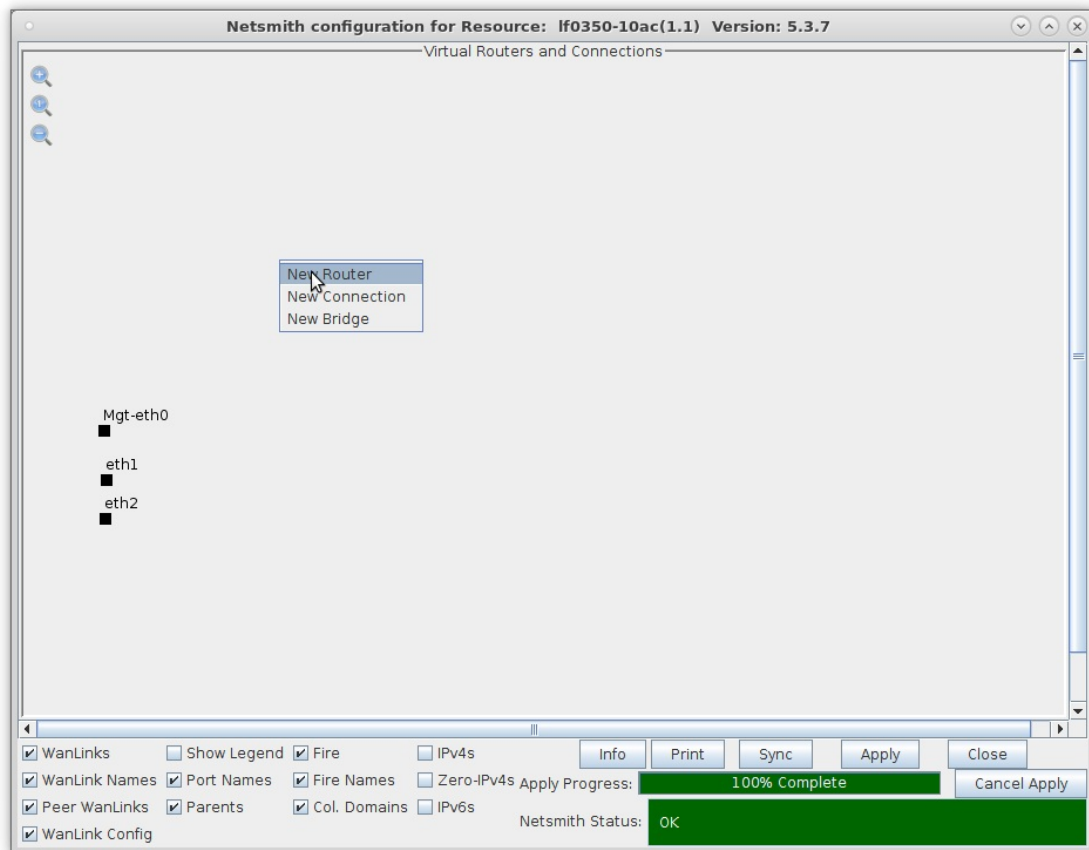 Netsmith configuration for Resource: lf0350-10ac(1.1) Version: 5.3.7
Virtual Routers and Connections
New Router
New Connection
New Bridge
Mgt-eth0
eth1
eth2
WanLinks Show Legend Fire IPv4s Info Print Sync Apply Close
WanLink Names Port Names Fire Names Zero-IPv4s Apply Progress: 100% Complete Cancel Apply
Peer WanLinks Parents Col. Domains IPv6s
Netsmith Status: OK
WanLink Config